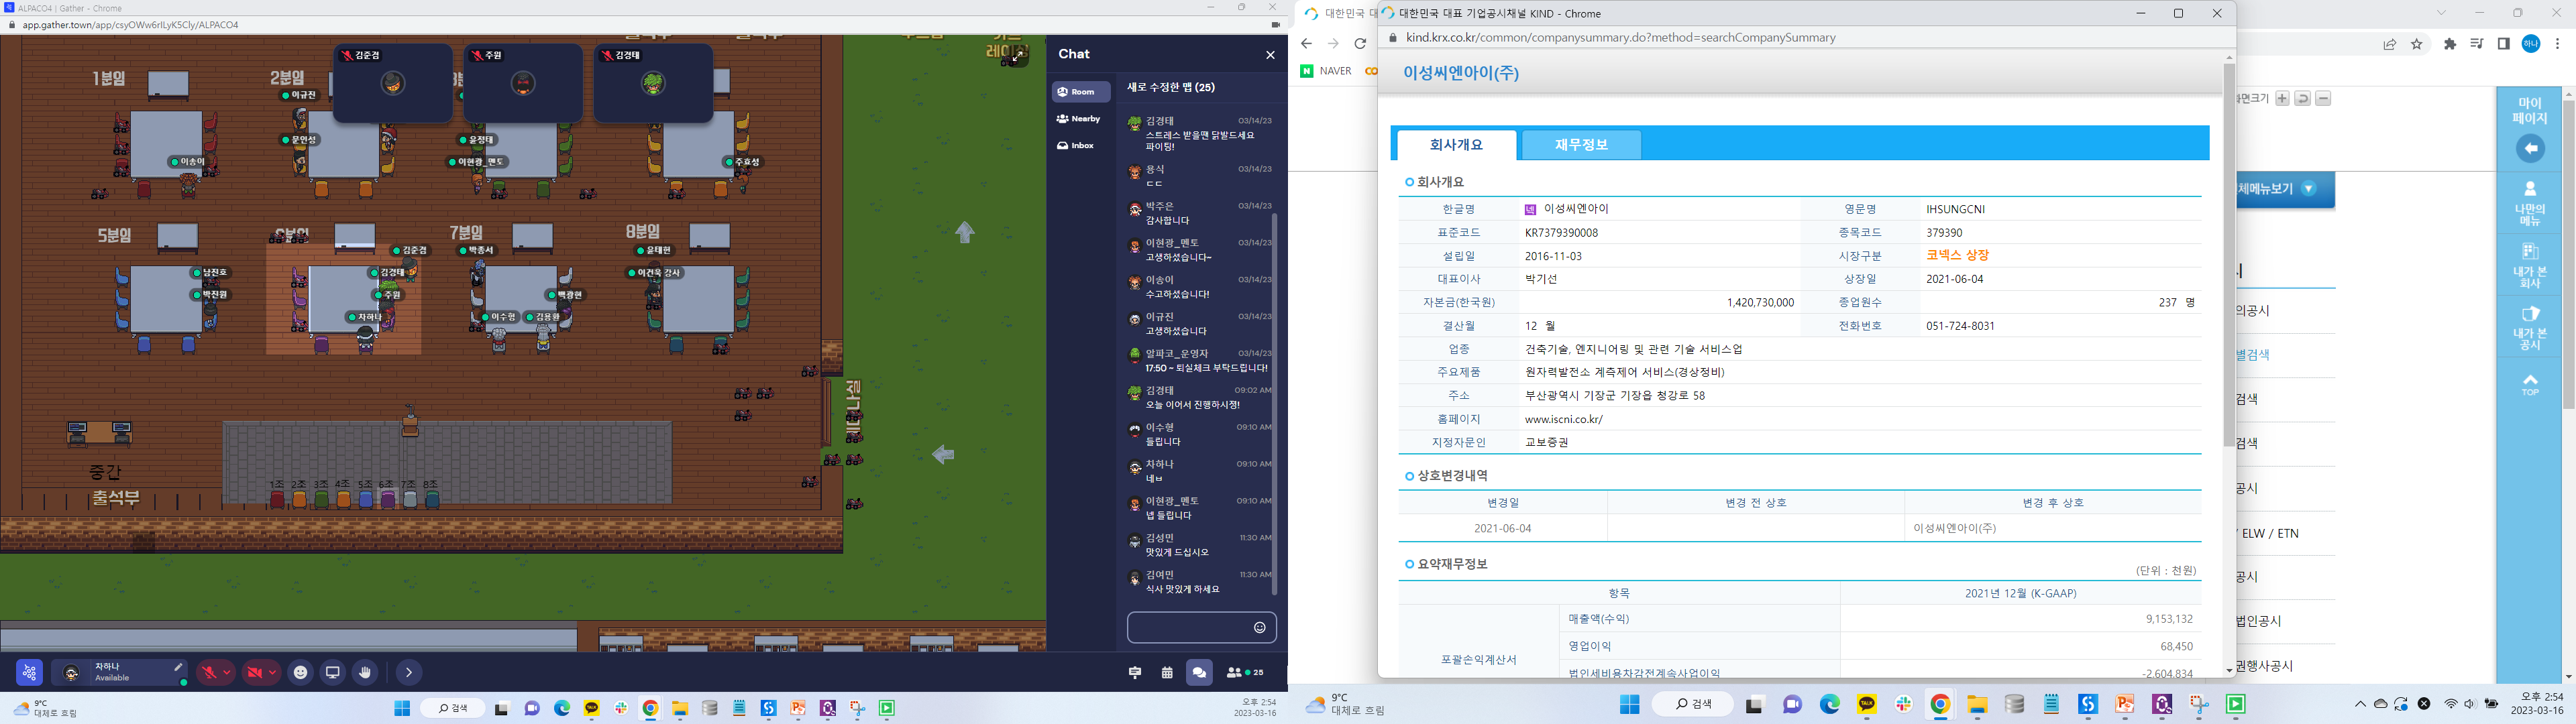 ALPACO4 | Gather - Chrome
app.gather.town/app/csyOWw6rILyK5Cly/ALPACO4
1분임
2분임
이규진
김준경
주원
김경태
문인성
이송이
윤정태
이현광_멘토
주효성
5분임
7분임
8분임
남진호
박진원
김준경
김경태
주원
차하나
박종서
백광현
이수형
김용환
윤태현
이건욱 강사
중간
출석부
1조 2조 3조 4조 5조 6조 7조 8조
Chat
Room
Nearby
Inbox
새로 수정한 맵 (25)
김경태 03/14/23
스트레스 받을땐 닭발드세요
파이팅!
용식 03/14/23
ㄷㄷ
박주은 03/14/23
감사합니다
이현광_멘토 03/14/23
고생하셨습니다~
이송이 03/14/23
수고하셨습니다!
이규진 03/14/23
고생하셨습니다
알파코_운영자 03/14/23
17:50 - 퇴실체크 부탁드립니다!
김경태 09:02 AM
오늘 이어서 진행하시졍!
이수형 09:10 AM
들립니다
차하나 09:10 AM
네ㅂ
이현광_멘토 09:10 AM
넵 들립니다
김성민 11:30 AM
맛있게 드십시오
김여민 11:30 AM
식사 맛있게 하세요
차하나
Available
25
9°C
대체로 흐림
검색
오후 2:54
2023-03-16
대한민국 대
NAVER
대한민국 대표 기업공시채널 KIND - Chrome
kind.krx.co.kr/common/companysummary.do?method=searchCompanySummary
이성씨엔아이(주)
회사개요 재무정보
회사개요
한글명 넥 이성씨엔아이 영문명 IHSUNGCNI
표준코드 KR7379390008 종목코드 379390
설립일 2016-11-03 시장구분 코넥스 상장
대표이사 박기선 상장일 2021-06-04
자본금(한국원) 1,420,730,000 종업원수 237 명
결산월 12 월 전화번호 051-724-8031
업종 건축기술, 엔지니어링 및 관련 기술 서비스업
주요제품 원자력발전소 계측제어 서비스(경상정비)
주소 부산광역시 기장군 기장읍 청강로 58
홈페이지 www.iscni.co.kr/
지정자문인 교보증권
상호변경내역
변경일 변경 전 상호 변경 후 상호
2021-06-04 이성씨엔아이(주)
요약재무정보
(단위 : 천원)
항목 2021년 12월 (K-GAAP)
포괄손익계산서
매출액(수익) 9,153,132
영업이익 68,450
법인세비용차감전계속사업이익 -2,604,834
하나
면크기
체메뉴보기
의공시
별검색
검색
검색
공시
/ ELW / ETN
공시
법인공시
권행사공시
마이
페이지
나만의
메뉴
내가 본
회사
내가 본
공시
TOP
9°C
대체로 흐림
검색
오후 2:54
2023-03-16